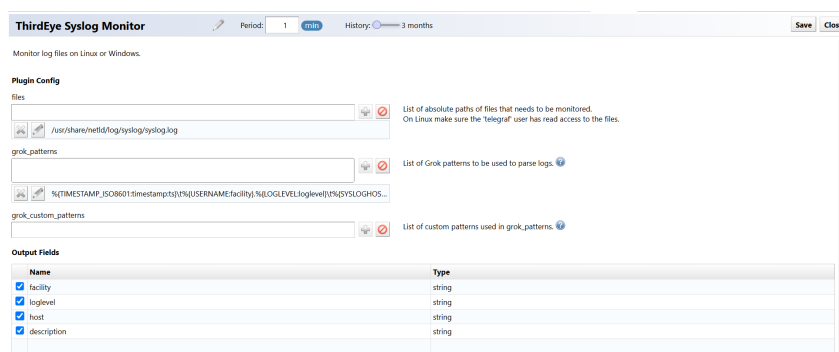 ThirdEye Syslog Monitor Period: 1 min History: 3 months Save Clos
Monitor log files on Linux or Windows.
Plugin Config
files
List of absolute paths of files that needs to be monitored.
On Linux make sure the 'telegraf' user has read access to the files.
/usr/share/netld/log/syslog/syslog.log
grok_patterns
List of Grok patterns to be used to parse logs.
%{TIMESTAMP_ISO8601:timestamp:ts}\t%{USERNAME:facility}.%{LOGLEVEL:loglevel}\t%{SYSLOGHOS...
grok_custom_patterns
List of custom patterns used in grok_patterns.
Output Fields
Name Type
facility string
loglevel string
host string
description string